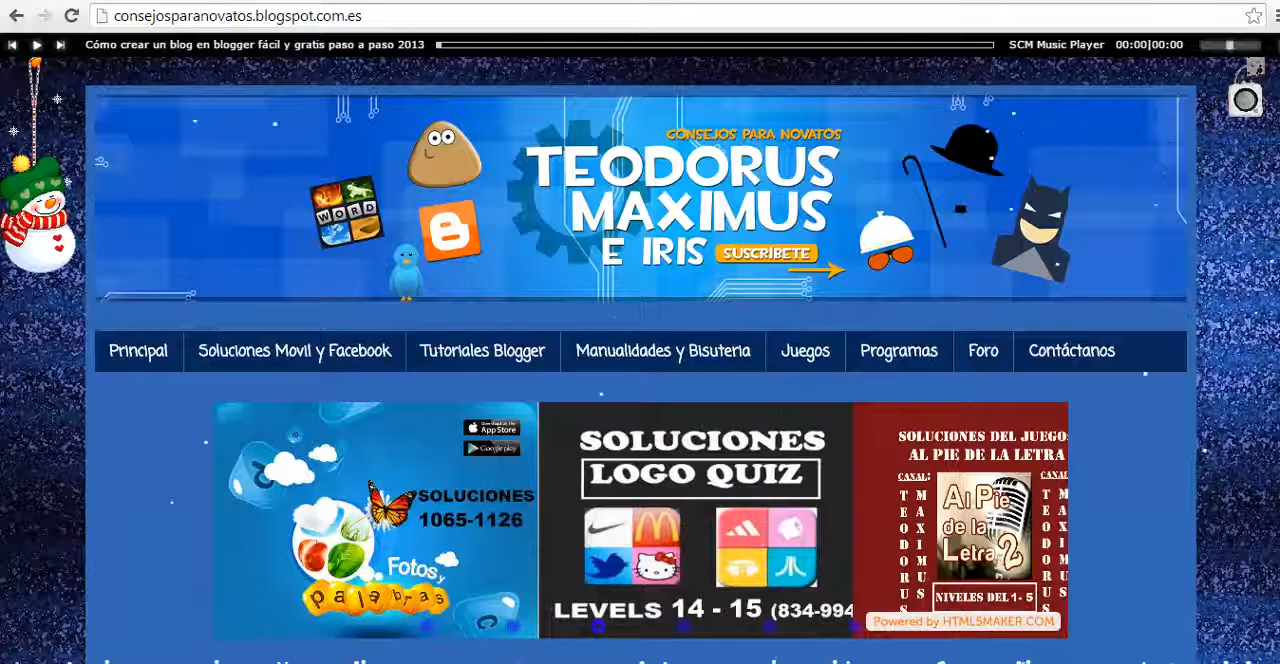 consejosparanovatos.blogspot.com.es
Cómo crear un blog en blogger fácil y gratis paso a paso 2013
SCM Music Player 00:00|00:00
CONSEJOS PARA NOVATOS
TEODORUS
MAXIMUS
E IRIS
SUSCRÍBETE
WORD
Principal
Soluciones Movil y Facebook
Tutoriales Blogger
Manualidades y Bisuteria
Juegos
Programas
Foro
Contáctanos
App Store
Google play
SOLUCIONES
1065-1126
Fotos y
palabras
SOLUCIONES
LOGO QUIZ
LEVELS 14 - 15 (834-994
SOLUCIONES DEL JUEGO:
AL PIE DE LA LETRA
CANAL:
TEODORUS
MAXIMUS
Al Pie
de la
Letra 2
NIVELES DEL 1- 5
Powered by HTML5MAKER.COM